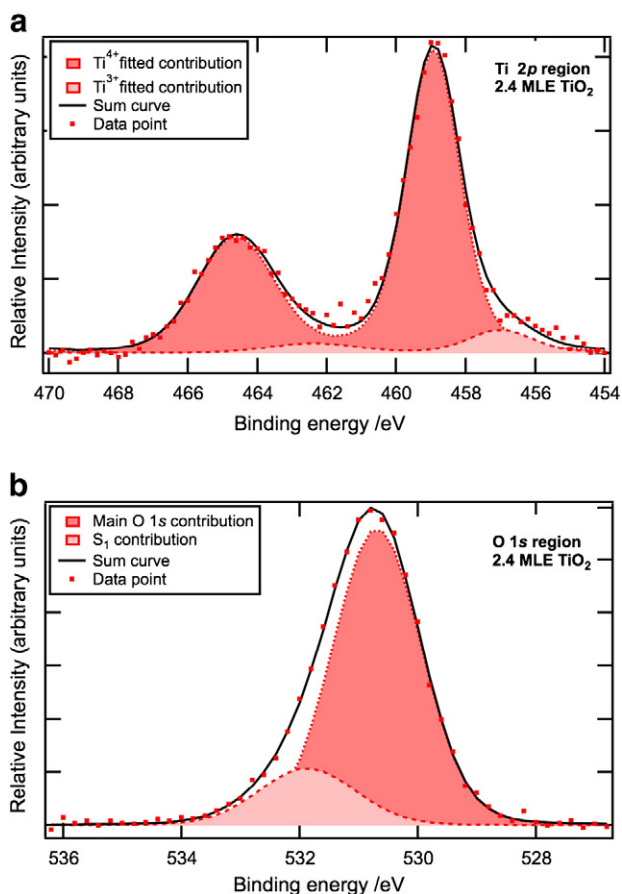 a
Ti⁴⁺ fitted contribution
Ti³⁺ fitted contribution
Sum curve
Data point
Ti 2p region
2.4 MLE TiO₂
Relative Intensity (arbitrary units)
470 468 466 464 462 460 458 456 454
Binding energy /eV
b
Main O 1s contribution
S₁ contribution
Sum curve
Data point
O 1s region
2.4 MLE TiO₂
Relative Intensity (arbitrary units)
536 534 532 530 528
Binding energy /eV